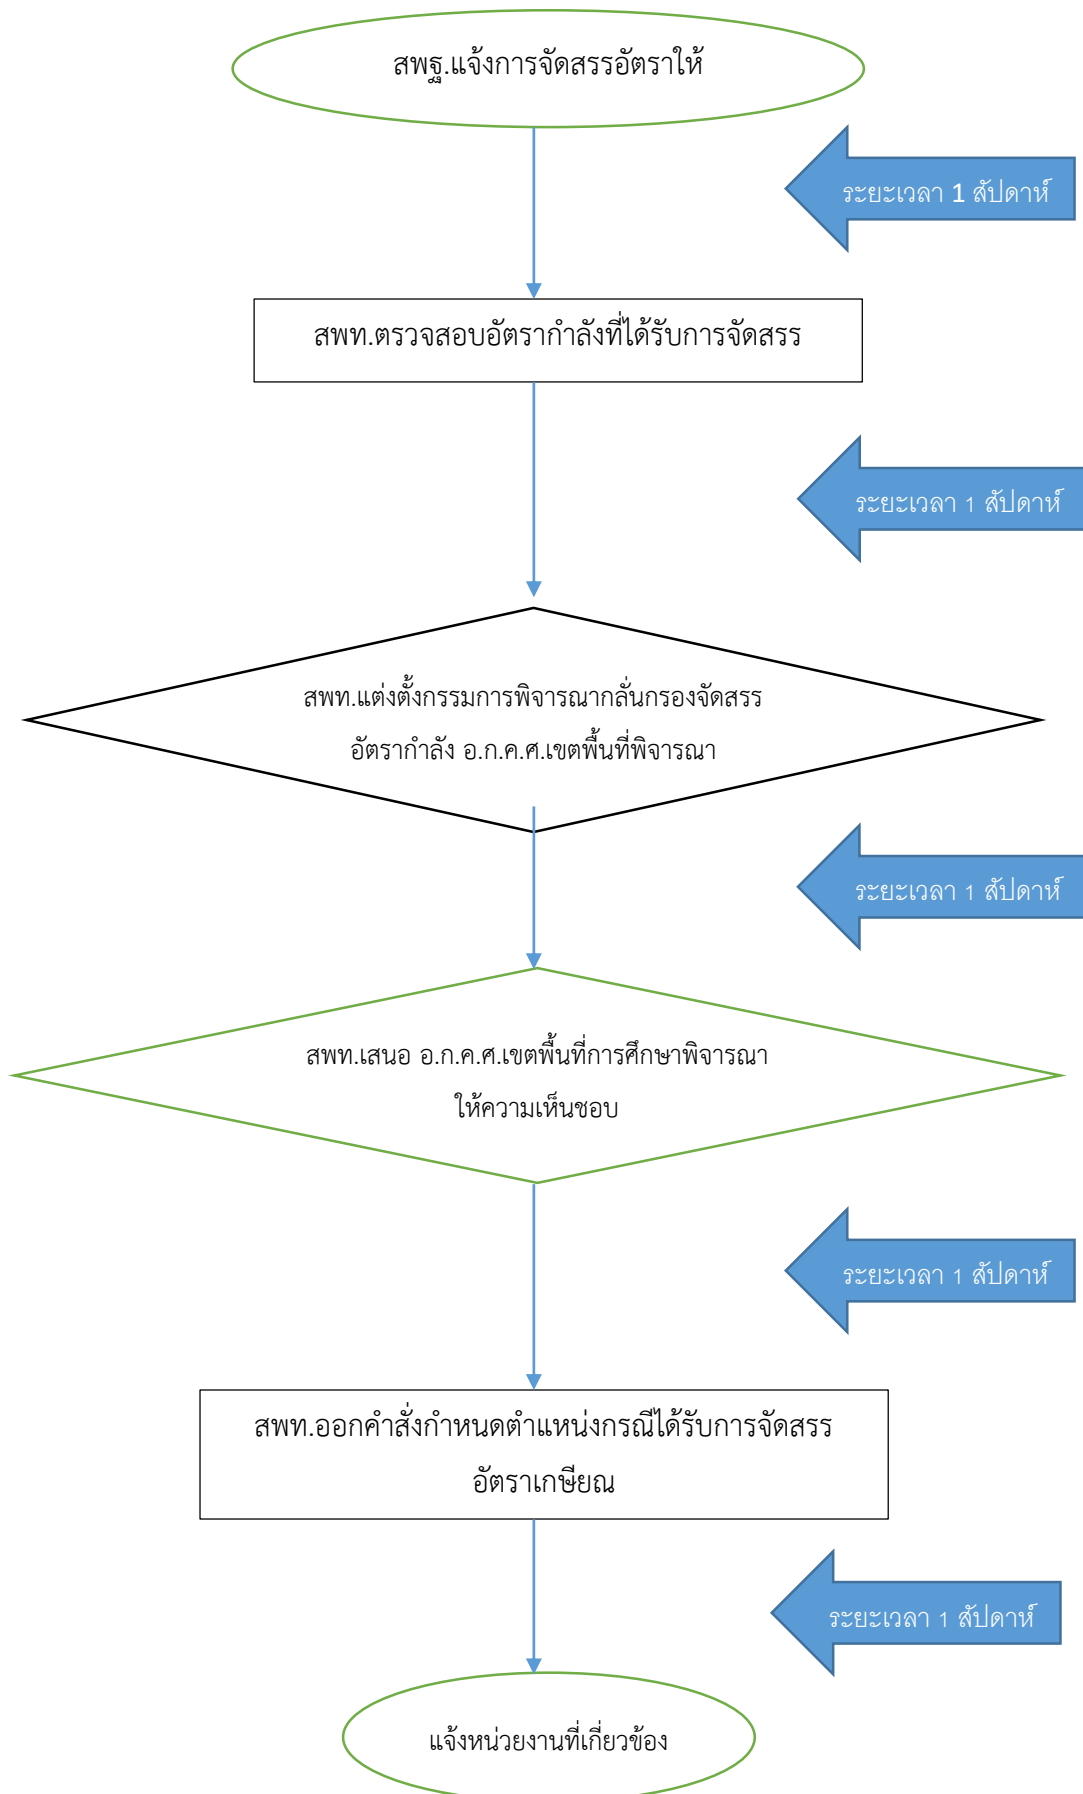 สพฐ.แจ้งการจัดสรรอัตราให้
ระยะเวลา 1 สัปดาห์
สพท.ตรวจสอบอัตรากำลังที่ได้รับการจัดสรร
ระยะเวลา 1 สัปดาห์
สพท.แต่งตั้งกรรมการพิจารณากลั่นกรองจัดสรร
อัตรากำลัง อ.ก.ค.ศ.เขตพื้นที่พิจารณา
ระยะเวลา 1 สัปดาห์
สพท.เสนอ อ.ก.ค.ศ.เขตพื้นที่การศึกษาพิจารณา
ให้ความเห็นชอบ
ระยะเวลา 1 สัปดาห์
สพท.ออกคำสั่งกำหนดตำแหน่งกรณีได้รับการจัดสรร
อัตราเกษียณ
ระยะเวลา 1 สัปดาห์
แจ้งหน่วยงานที่เกี่ยวข้อง